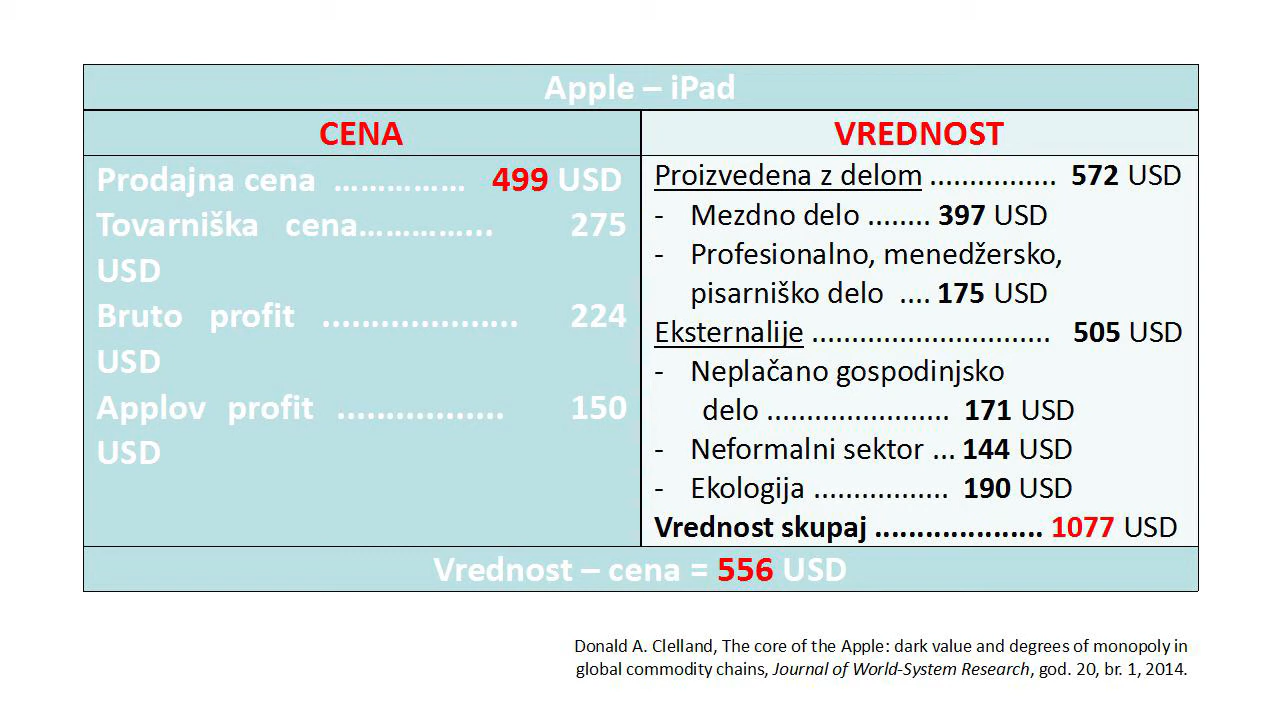 Apple – iPad
CENA
Prodajna cena …………… 499 USD
Tovarniška cena…………... 275
USD
Bruto profit .................... 224
USD
Applov profit ................. 150
USD
VREDNOST
Proizvedena z delom ................ 572 USD
- Mezdno delo ........ 397 USD
- Profesionalno, menedžersko,
pisarniško delo .... 175 USD
Eksternalije .............................. 505 USD
- Neplačano gospodinjsko
delo ....................... 171 USD
- Neformalni sektor ... 144 USD
- Ekologija ................. 190 USD
Vrednost skupaj ..................... 1077 USD
Vrednost – cena = 556 USD
Donald A. Clelland, The core of the Apple: dark value and degrees of monopoly in
global commodity chains, Journal of World-System Research, god. 20, br. 1, 2014.